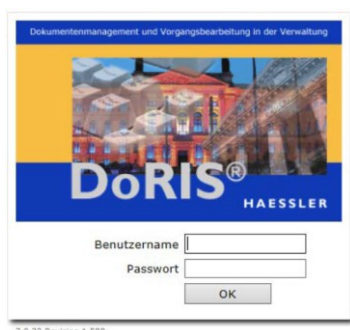 Dokumentenmanagement und Vorgangsbearbeitung in der Verwaltung
DoRIS®
HAESSLER
Benutzername
Passwort
OK